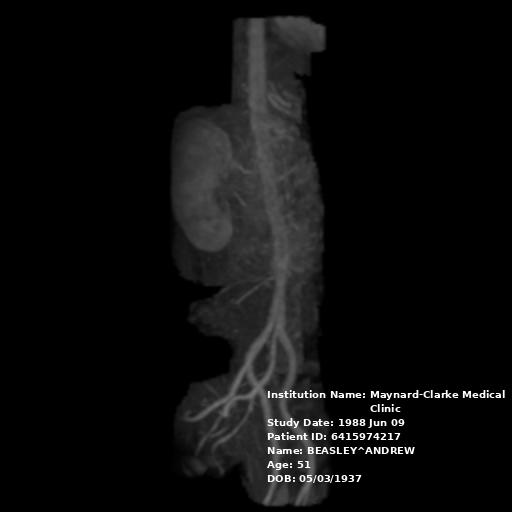 Institution Name: Maynard-Clarke Medical
Clinic
Study Date: 1988 Jun 09
Patient ID: 6415974217
Name: BEASLEY^ANDREW
Age: 51
DOB: 05/03/1937